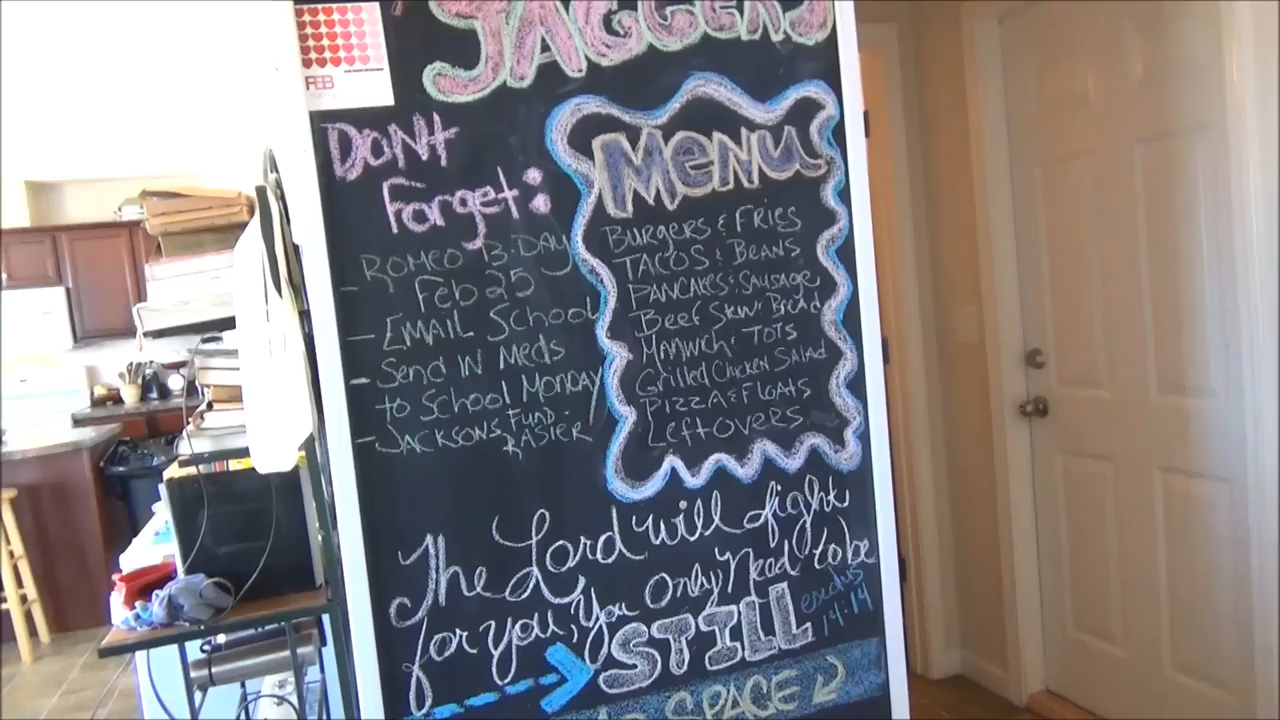 JAGGERS
FEB
DONT
Forget:
Menu
- ROMEO B-DAY
Feb 25
- EMAIL School
- Send IN Meds
to School MONDAY
- JACKSONS FUND-
RASIER
BURGERS & FRIES
TACOS & BEANS
PANCAKES & SAUSAGE
Beef Stew & Bread
MANWICH & TOTS
Grilled Chicken Salad
PIZZA & FLOATS
LeftOVERS
The Lord will fight
for you, you Only Need to be
STILL
exodus
14:14
SPACE